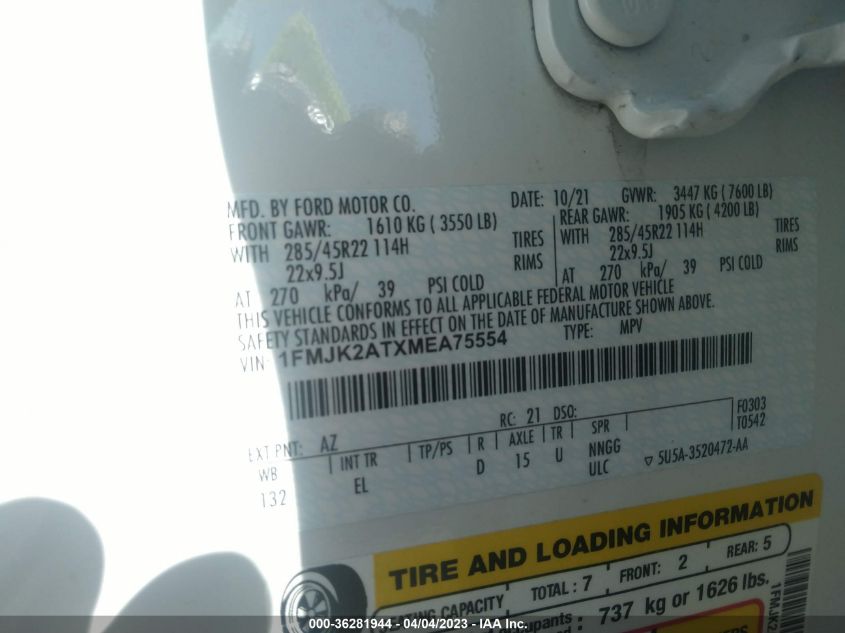 MFD. BY FORD MOTOR CO.
DATE: 10/21 GVWR: 3447 KG ( 7600 LB)
FRONT GAWR: 1610 KG ( 3550 LB)
REAR GAWR: 1905 KG ( 4200 LB)
WITH 285/45R22 114H TIRES
WITH 285/45R22 114H TIRES
22x9.5J RIMS
22x9.5J RIMS
AT 270 kPa/ 39 PSI COLD
AT 270 kPa/ 39 PSI COLD
THIS VEHICLE CONFORMS TO ALL APPLICABLE FEDERAL MOTOR VEHICLE
SAFETY STANDARDS IN EFFECT ON THE DATE OF MANUFACTURE SHOWN ABOVE.
VIN: 1FMJK2ATXMEA75554 TYPE: MPV
F0303
RC: 21 DSO: T0542
EXT PNT: AZ
WB INT TR TP/PS R AXLE TR SPR
132 EL D 15 U NNGG
ULC 5U5A-3520472-AA
TIRE AND LOADING INFORMATION
SEATING CAPACITY TOTAL : 7 FRONT: 2 REAR: 5
737 kg or 1626 lbs.
1FMJK2
000-36281944 - 04/04/2023 - IAA Inc.